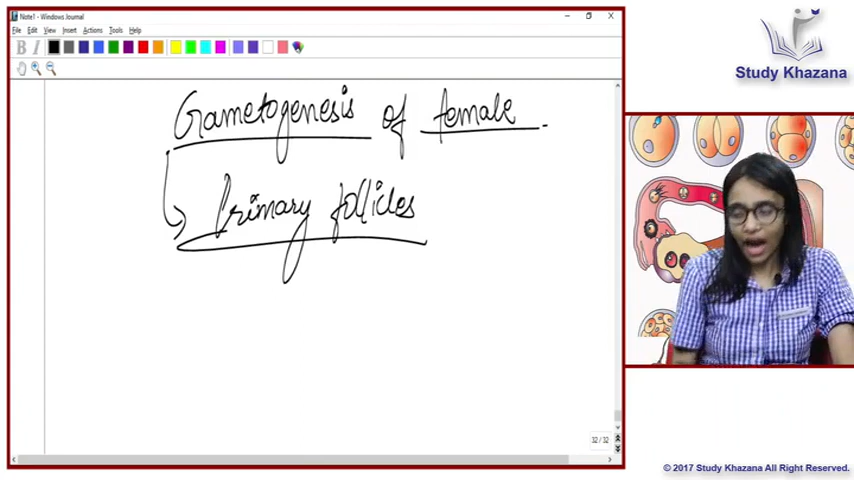 Note1 - Windows Journal
File Edit View Insert Actions Tools Help
B I
Gametogenesis of female
Primary follicles
32/32
Study Khazana
© 2017 Study Khazana All Right Reserved.